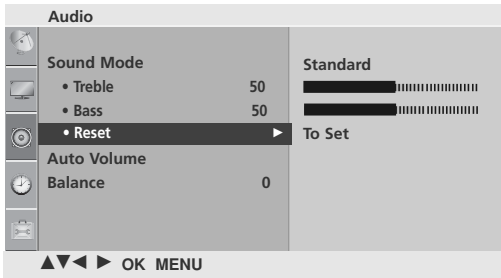 Audio
Sound Mode Standard
• Treble 50
• Bass 50
• Reset ► To Set
Auto Volume
Balance 0
▲▼◄ ► OK MENU